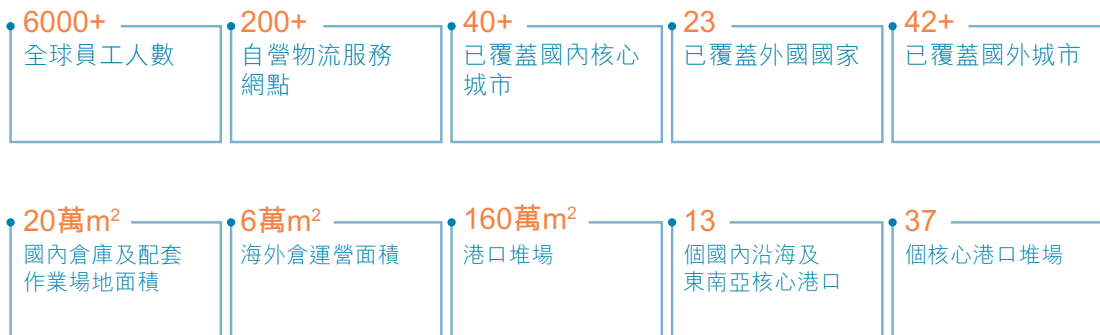 6000+
全球員工人數
200+
自營物流服務
網點
40+
已覆蓋國內核心
城市
23
已覆蓋外國國家
42+
已覆蓋國外城市
20萬m²
國內倉庫及配套
作業場地面積
6萬m²
海外倉運營面積
160萬m²
港口堆場
13
個國內沿海及
東南亞核心港口
37
個核心港口堆場